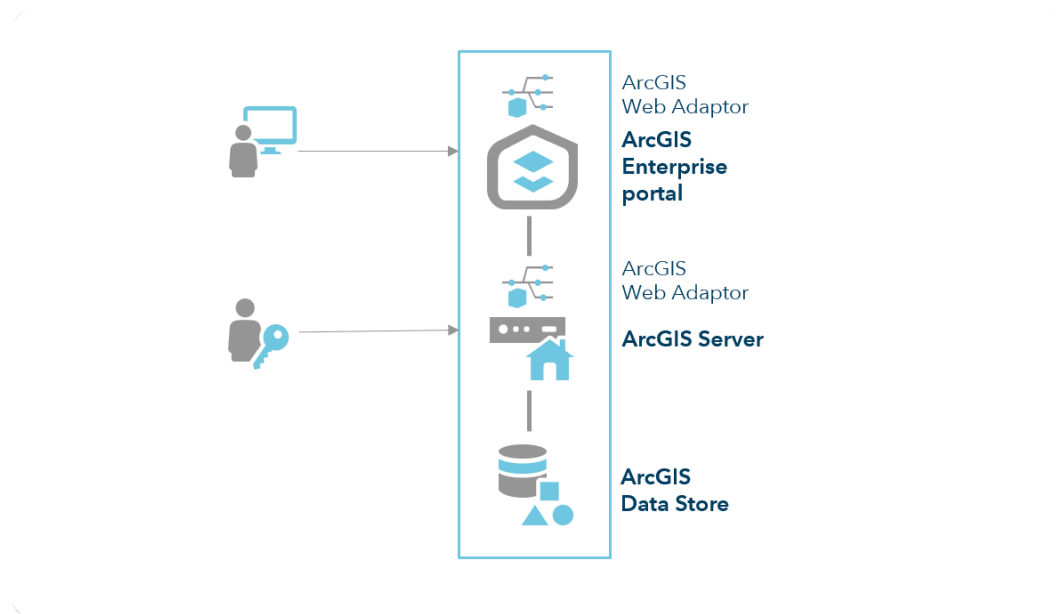 ArcGIS
Web Adaptor
ArcGIS
Enterprise
portal
ArcGIS
Web Adaptor
ArcGIS Server
ArcGIS
Data Store